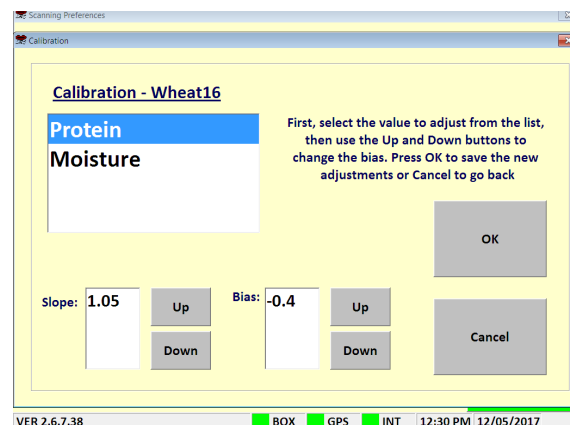 Scanning Preferences
Calibration
Calibration - Wheat16
Protein
Moisture
First, select the value to adjust from the list,
then use the Up and Down buttons to
change the bias. Press OK to save the new
adjustments or Cancel to go back
OK
Slope: 1.05 Up Bias: -0.4 Up
Down Down
Cancel
VER 2.6.7.38 BOX GPS INT 12:30 PM 12/05/2017